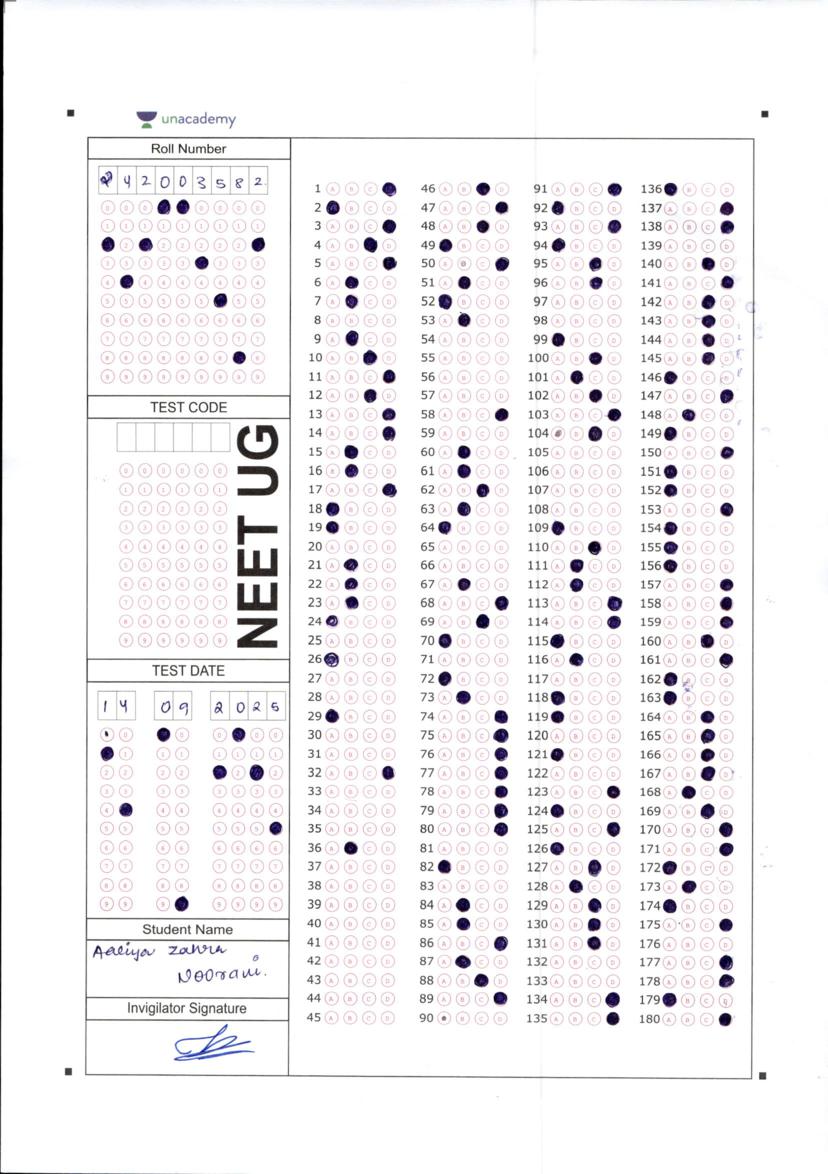 unacademy
Roll Number
4 2 0 0 3 5 8 2
TEST CODE
NEET UG
TEST DATE
1 4 0 9 2 0 2 5
Student Name
Aaliya Zahra
Noorani.
Invigilator Signature
1 A B C 46 A B D 91 A B C 136 B C D
2 B C D 47 A B C 92 B C D 137 A B C
3 A B C 48 A B D 93 A B C 138 A B C
4 A B D 49 B C D 94 B C D 139 A B C D
5 A B C 50 A B C 95 A B D 140 A B D
6 A C D 51 A C D 96 A B D 141 A B C
7 A C D 52 B C D 97 A B C D 142 A B D
8 A B C D 53 A C D 98 A B C D 143 A B D
9 A C D 54 A B C D 99 B C D 144 A B D
10 A B D 55 A B C D 100 A B D 145 A B D
11 A B C 56 A B C D 101 A C D 146 B C D
12 A B D 57 A B C D 102 A B D 147 A B C
13 A B C 58 A B C 103 A B C 148 A C D
14 A B C 59 A B C D 104 B D 149 B C D
15 A C D 60 A C D 105 A B C D 150 A B C
16 A C D 61 A C D 106 A B C D 151 B C D
17 A B C 62 A B D 107 A B C D 152 B C D
18 B C D 63 A C D 108 A B C D 153 A B C
19 B C D 64 B C D 109 B C D 154 B C D
20 A B C D 65 A B C D 110 A B D 155 B C D
21 A C D 66 A B C D 111 A C D 156 B C D
22 A C D 67 A C D 112 A C D 157 A B C
23 A C D 68 A B C 113 A B C 158 A B C
24 B C D 69 A B D 114 A B C 159 A B C
25 A B C D 70 B C D 115 B C D 160 A B D
26 B C D 71 A B C D 116 A C D 161 A B C
27 A B C D 72 B C D 117 A B C D 162 B C D
28 A B C D 73 A C D 118 B C D 163 B C D
29 B C D 74 A B C 119 B C D 164 A B D
30 A B C D 75 A B C 120 A B C D 165 A B D
31 A B C D 76 A B C 121 B C D 166 A B D
32 A B C 77 A B C 122 A B C D 167 A B D
33 A B C D 78 A B C 123 A B C 168 A C D
34 A B C D 79 A B C 124 B C D 169 A B D
35 A B C D 80 A B C 125 A B C 170 A B C
36 A C D 81 A B C D 126 B C D 171 A B C
37 A B C D 82 B C D 127 A B D 172 B C D
38 A B C D 83 A B C D 128 A C D 173 A C D
39 A B C D 84 A C D 129 A B D 174 B C D
40 A B C D 85 A C D 130 A B D 175 A B C
41 A B C D 86 A B C 131 A B D 176 A B C D
42 A B C D 87 A C D 132 A B C D 177 A B C
43 A B C D 88 A B D 133 A B C D 178 A B C
44 A B C D 89 A B C 134 A B C 179 B C D
45 A B C D 90 B C D 135 A B C 180 A B C